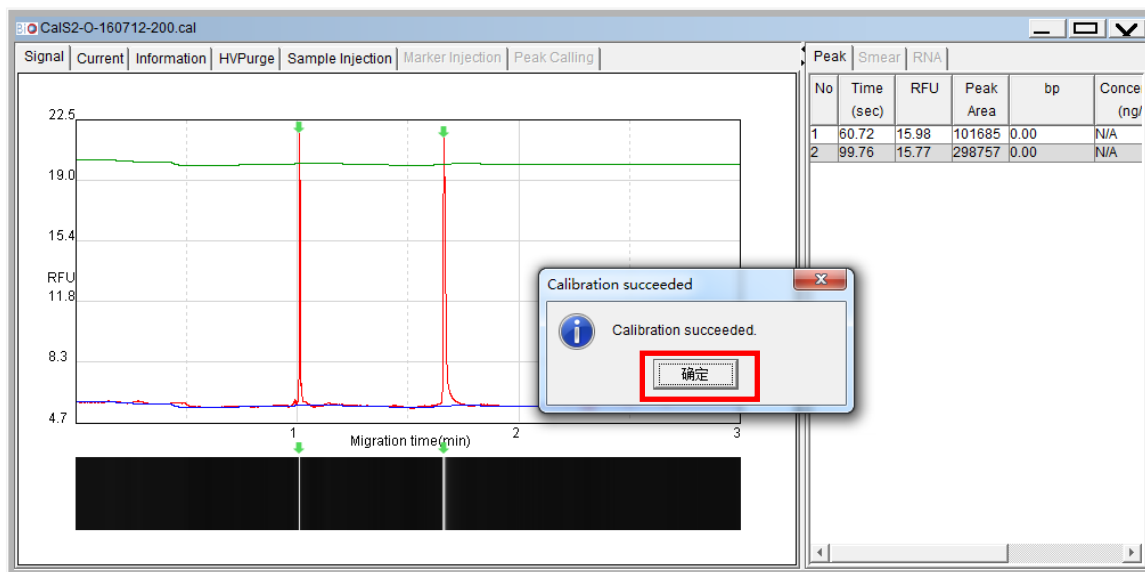 CalS2-O-160712-200.cal
Signal Current Information HVPurge Sample Injection Marker Injection Peak Calling
22.5
19.0
15.4
RFU
11.8
8.3
4.7
1 2 3
Migration time(min)
Peak Smear RNA
No Time (sec) RFU Peak Area bp Conce (ng/
1 60.72 15.98 101685 0.00 N/A
2 99.76 15.77 298757 0.00 N/A
Calibration succeeded
Calibration succeeded.
确定